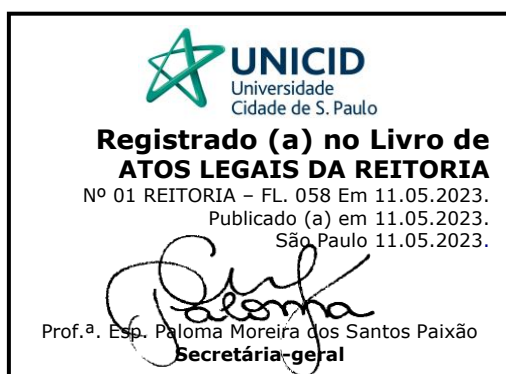 UNICID
Universidade
Cidade de S. Paulo
Registrado (a) no Livro de
ATOS LEGAIS DA REITORIA
Nº 01 REITORIA – FL. 058 Em 11.05.2023.
Publicado (a) em 11.05.2023.
São Paulo 11.05.2023.
Paloma
Prof.ª. Esp. Paloma Moreira dos Santos Paixão
Secretária-geral